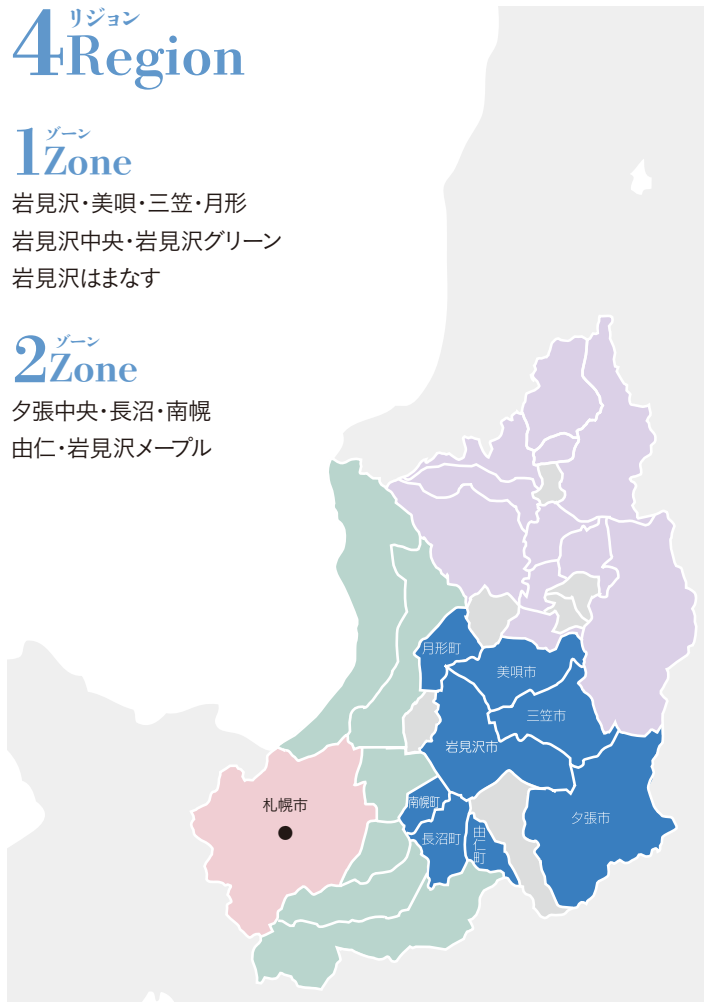 リジョン
4Region
ゾーン
1Zone
岩見沢・美唄・三笠・月形
岩見沢中央・岩見沢グリーン
岩見沢はまなす
ゾーン
2Zone
夕張中央・長沼・南幌
由仁・岩見沢メープル
月形町
美唄市
三笠市
岩見沢市
南幌町
札幌市
夕張市
長沼町
由仁町